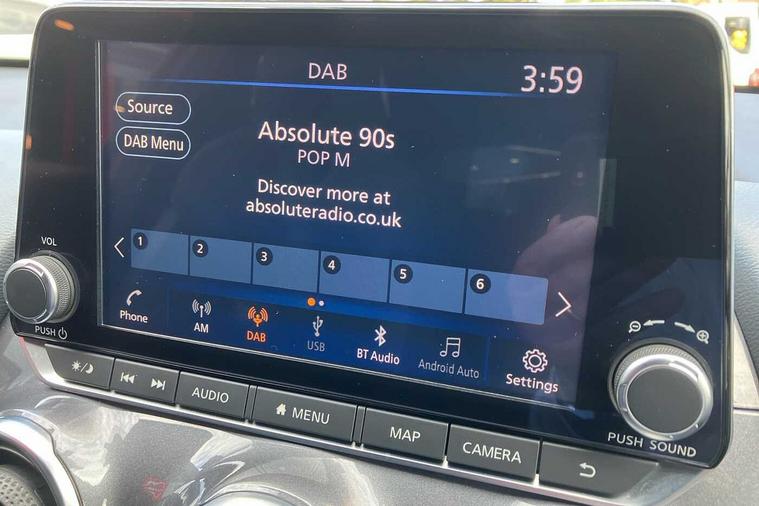 DAB
3:59
Source
DAB Menu
Absolute 90s
POP M
Discover more at
absoluteradio.co.uk
1 2 3 4 5 6
Phone
AM
DAB
USB
BT Audio
Android Auto
Settings
VOL
PUSH
PUSH SOUND
AUDIO
MENU
MAP
CAMERA